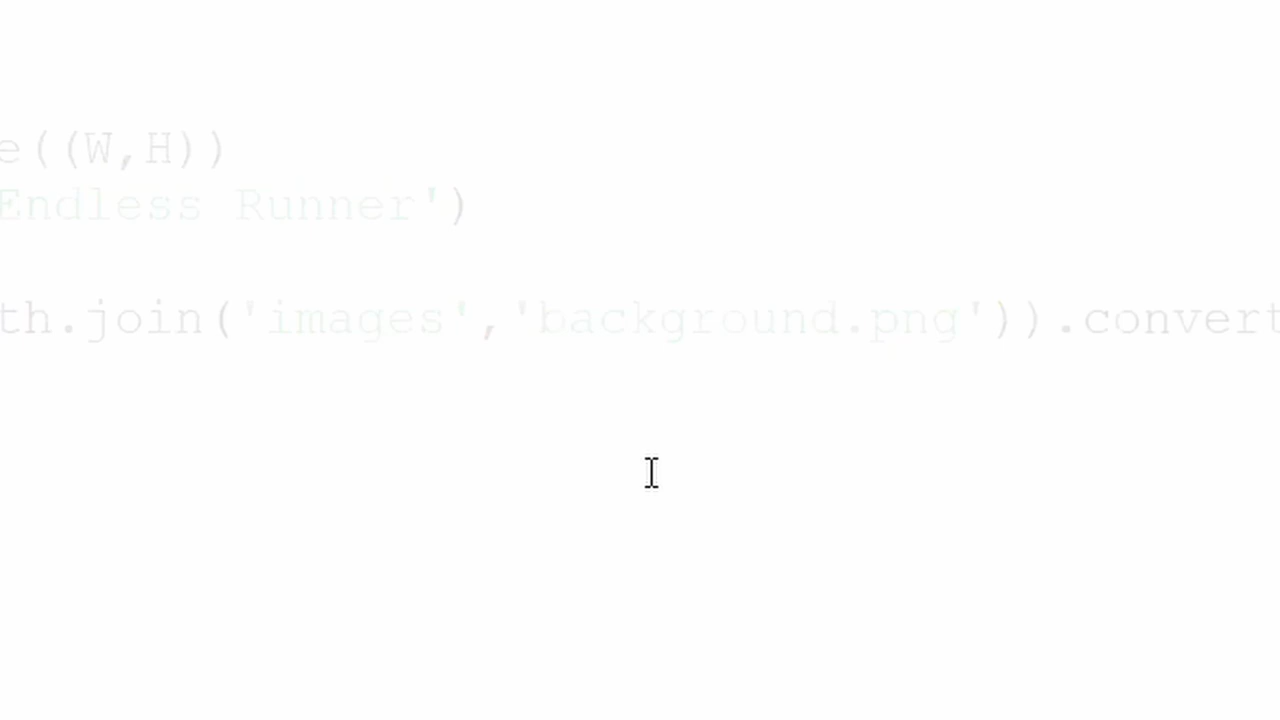 e((W,H))
Endless Runner')
th.join('images','background.png')).convert